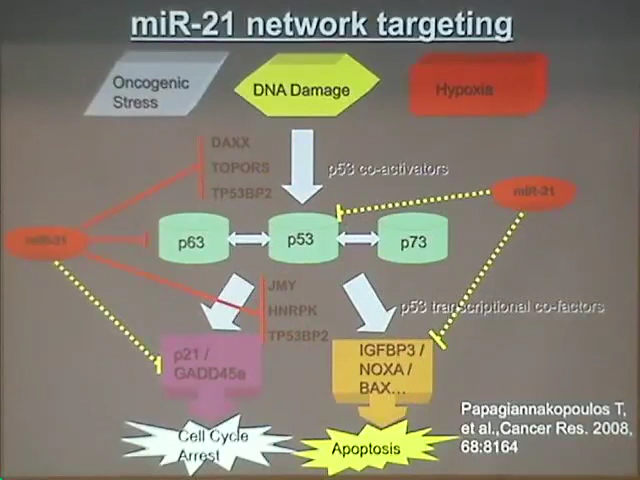 miR-21 network targeting
Oncogenic
Stress
DNA Damage
Hypoxia
DAXX
TOPORS
TP53BP2
p53 co-activators
miR-21
miR-21
p63
p53
p73
JMY
HNRPK
TP53BP2
p53 transcriptional co-factors
p21 /
GADD45a
IGFBP3 /
NOXA /
BAX...
Cell Cycle
Arrest
Apoptosis
Papagiannakopoulos T,
et al.,Cancer Res. 2008,
68:8164